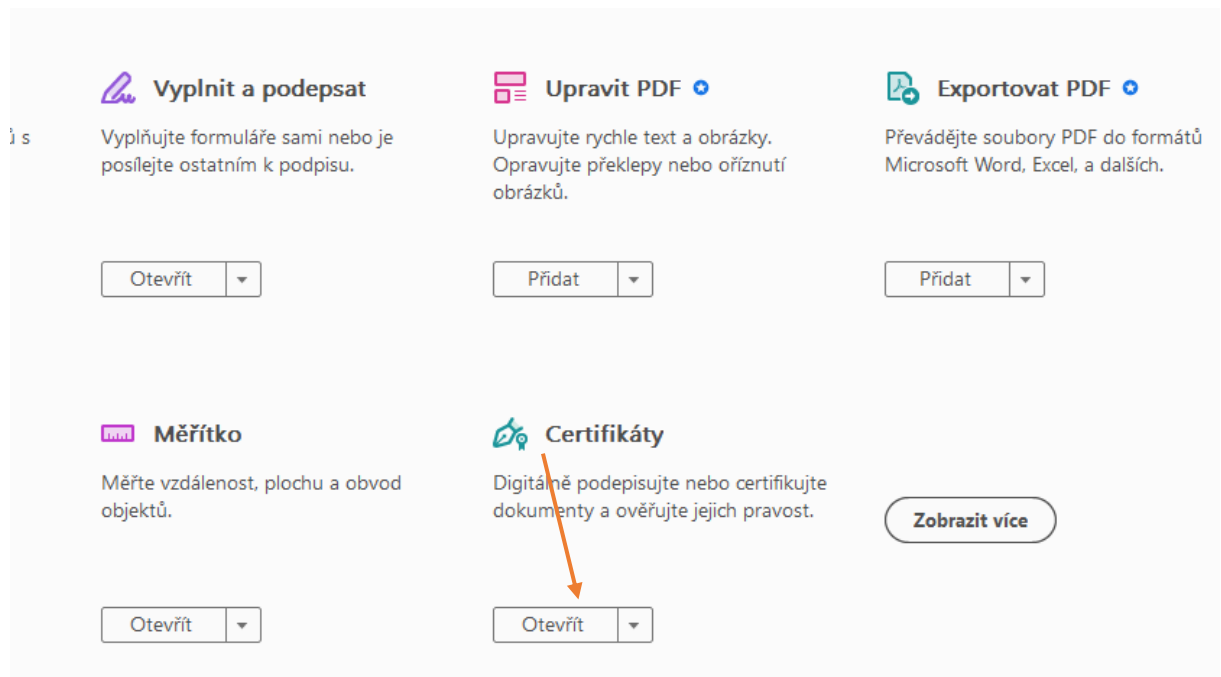 Vyplnit a podepsat
Vyplňujte formuláře sami nebo je
posílejte ostatním k podpisu.
Otevřít
Upravit PDF
Upravujte rychle text a obrázky.
Opravujte překlepy nebo oříznutí
obrázků.
Přidat
Exportovat PDF
Převádějte soubory PDF do formátů
Microsoft Word, Excel, a dalších.
Přidat
Měřítko
Měřte vzdálenost, plochu a obvod
objektů.
Otevřít
Certifikáty
Digitálně podepisujte nebo certifikujte
dokumenty a ověřujte jejich pravost.
Otevřít
Zobrazit více